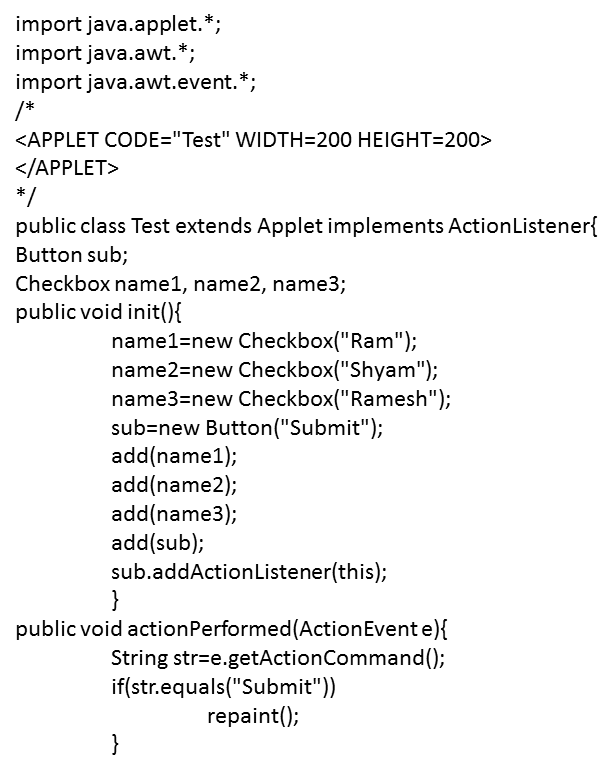 import java.applet.*;
import java.awt.*;
import java.awt.event.*;
/*
<APPLET CODE="Test" WIDTH=200 HEIGHT=200>
</APPLET>
*/
public class Test extends Applet implements ActionListener{
Button sub;
Checkbox name1, name2, name3;
public void init(){
name1=new Checkbox("Ram");
name2=new Checkbox("Shyam");
name3=new Checkbox("Ramesh");
sub=new Button("Submit");
add(name1);
add(name2);
add(name3);
add(sub);
sub.addActionListener(this);
}
public void actionPerformed(ActionEvent e){
String str=e.getActionCommand();
if(str.equals("Submit"))
repaint();
}